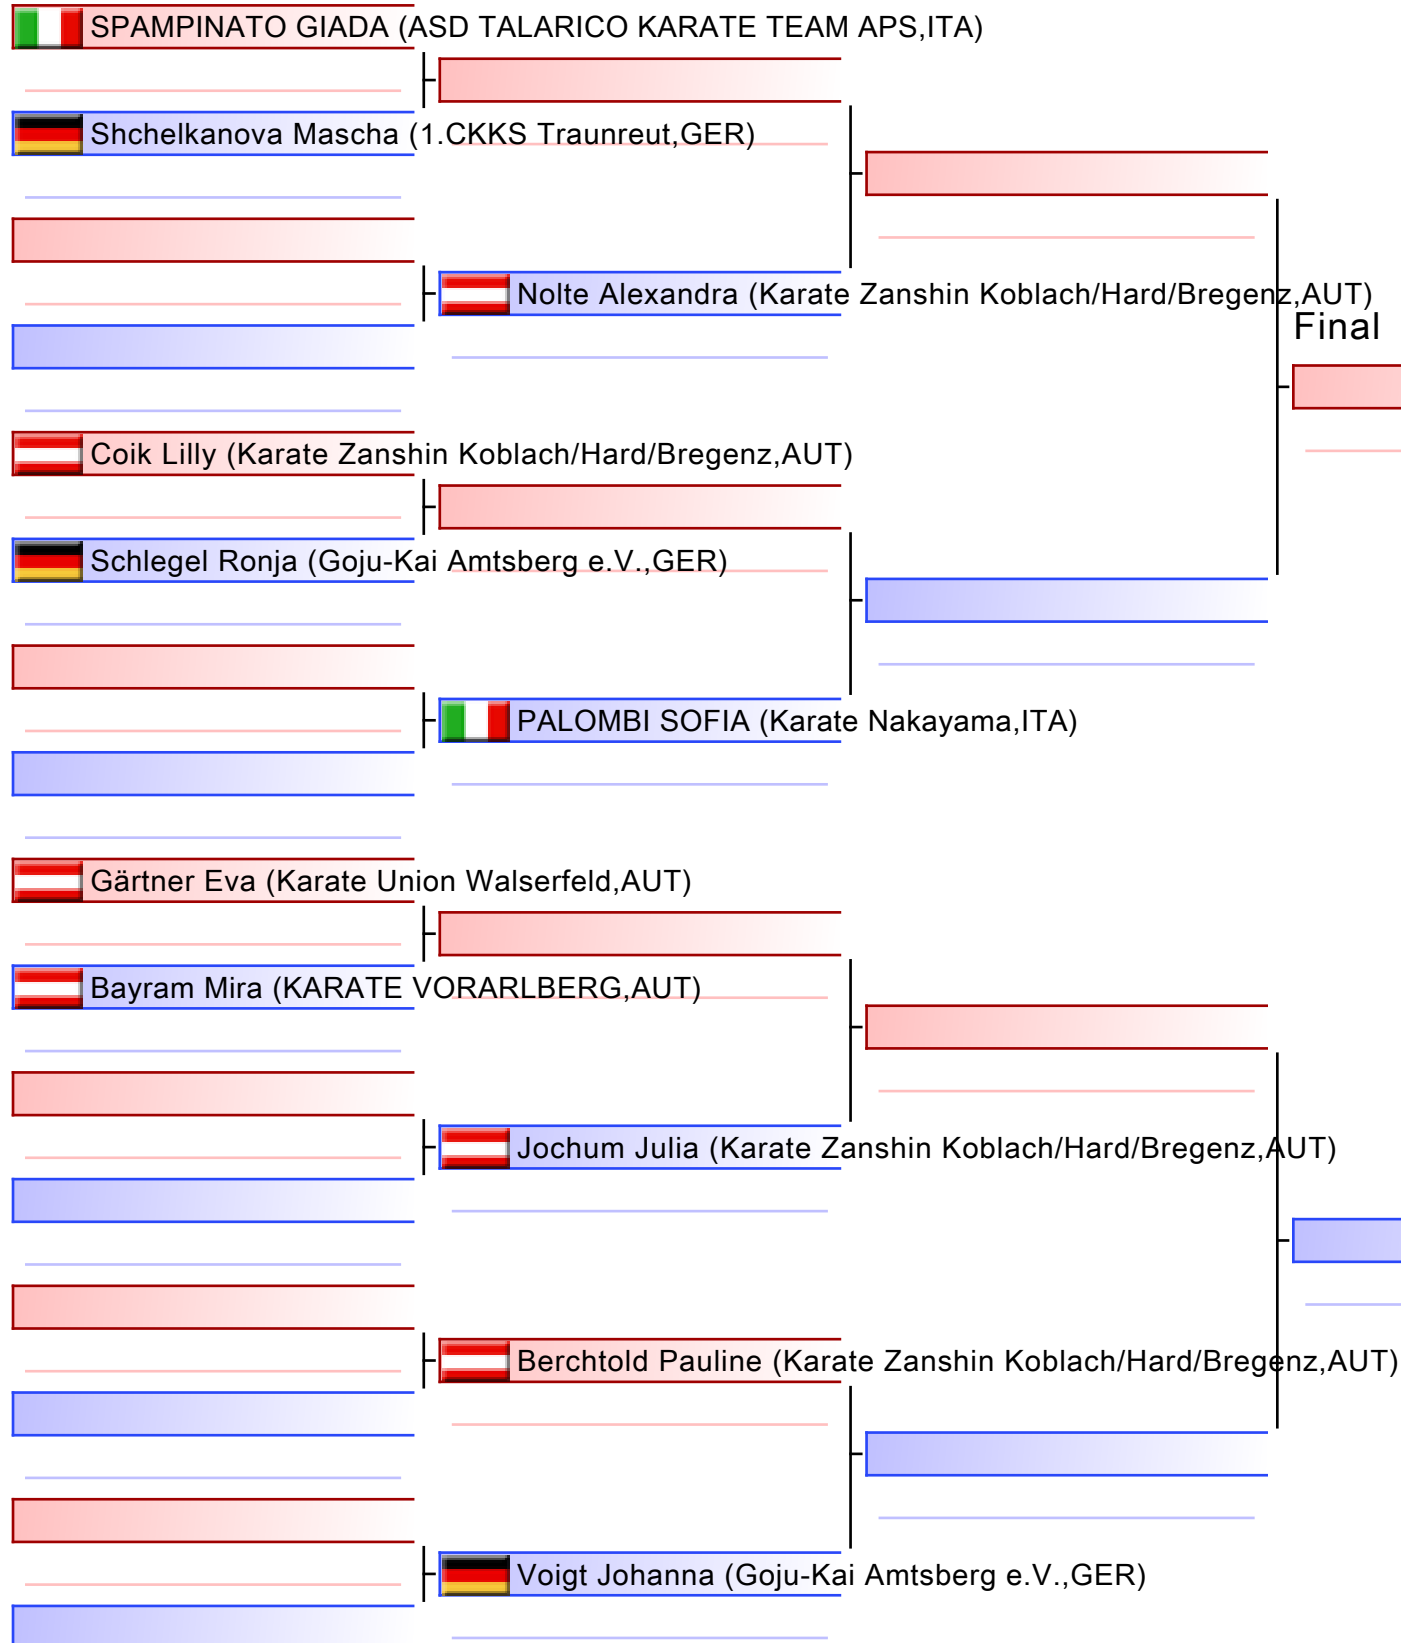 SPAMPINATO GIADA (ASD TALARICO KARATE TEAM APS,ITA)
Shchelkanova Mascha (1.CKKS Traunreut,GER)
Nolte Alexandra (Karate Zanshin Koblach/Hard/Bregenz,AUT)
Final
Coik Lilly (Karate Zanshin Koblach/Hard/Bregenz,AUT)
Schlegel Ronja (Goju-Kai Amtsberg e.V.,GER)
PALOMBI SOFIA (Karate Nakayama,ITA)
Gärtner Eva (Karate Union Walserfeld,AUT)
Bayram Mira (KARATE VORARLBERG,AUT)
Jochum Julia (Karate Zanshin Koblach/Hard/Bregenz,AUT)
Berchtold Pauline (Karate Zanshin Koblach/Hard/Bregenz,AUT)
Voigt Johanna (Goju-Kai Amtsberg e.V.,GER)